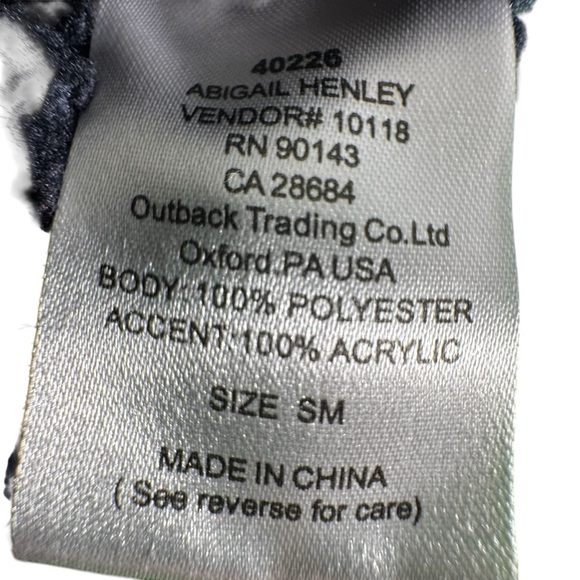 40226
ABIGAIL HENLEY
VENDOR# 10118
RN 90143
CA 28684
Outback Trading Co.Ltd
Oxford.PA USA
BODY: 100% POLYESTER
ACCENT:100% ACRYLIC
SIZE SM
MADE IN CHINA
( See reverse for care)